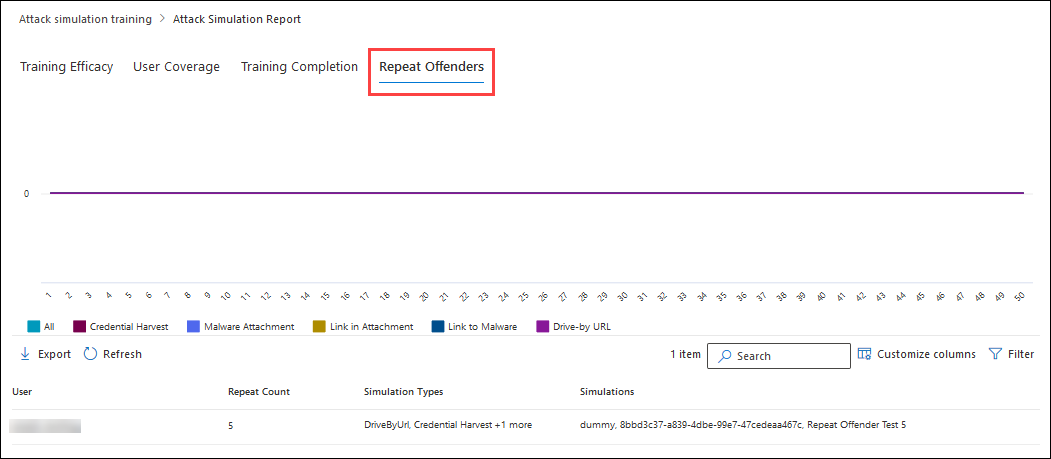 Attack simulation training > Attack Simulation Report
Training Efficacy User Coverage Training Completion Repeat Offenders
0
1 2 3 4 5 6 7 8 9 10 11 12 13 14 15 16 17 18 19 20 21 22 23 24 25 26 27 28 29 30 31 32 33 34 35 36 37 38 39 40 41 42 43 44 45 46 47 48 49 50
All Credential Harvest Malware Attachment Link in Attachment Link to Malware Drive-by URL
Export Refresh 1 item Search Customize columns Filter
User Repeat Count Simulation Types Simulations
5 DriveByUrl, Credential Harvest +1 more dummy, 8bbd3c37-a839-4dbe-99e7-47cedeaa467c, Repeat Offender Test 5